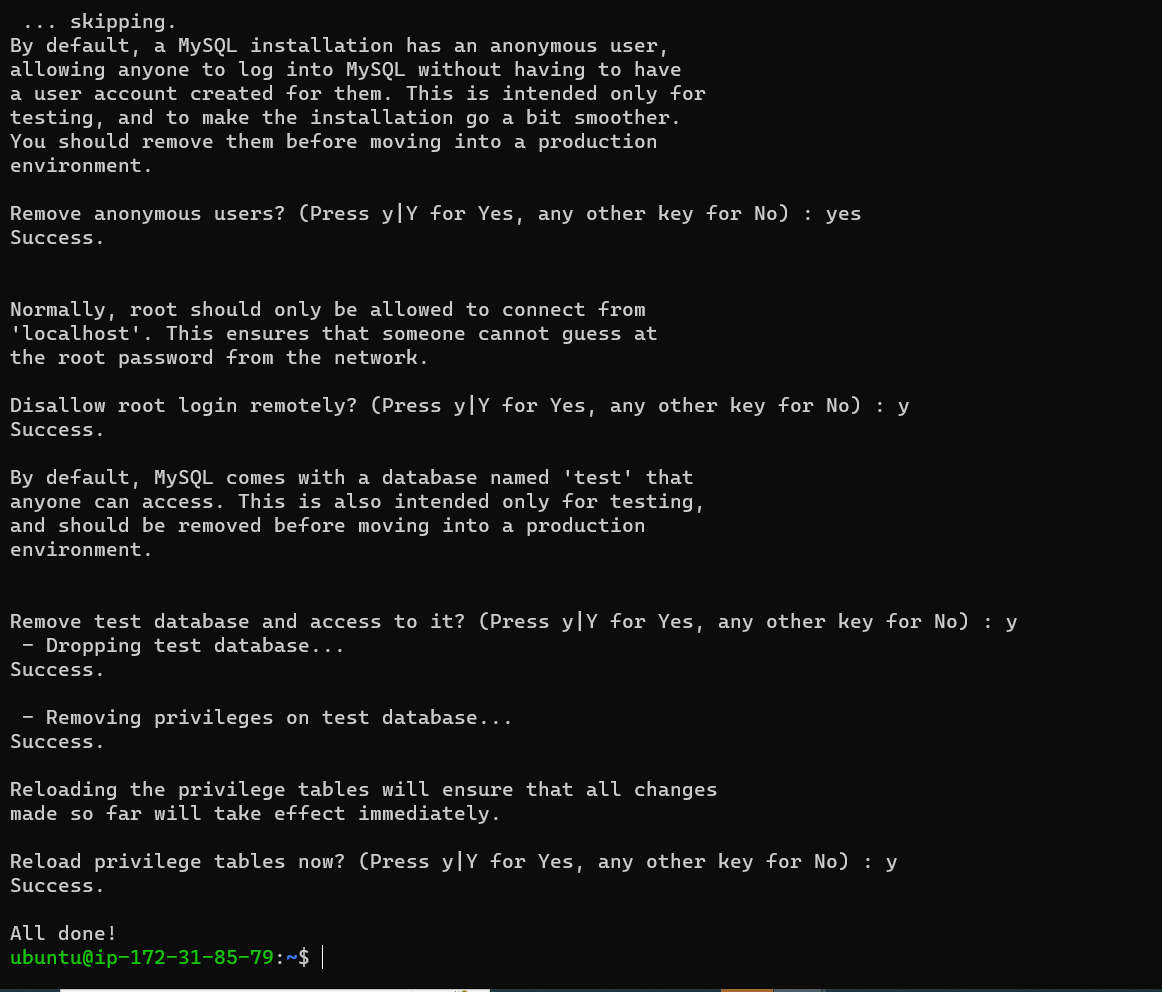 ... skipping.
By default, a MySQL installation has an anonymous user,
allowing anyone to log into MySQL without having to have
a user account created for them. This is intended only for
testing, and to make the installation go a bit smoother.
You should remove them before moving into a production
environment.
Remove anonymous users? (Press y|Y for Yes, any other key for No) : yes
Success.
Normally, root should only be allowed to connect from
'localhost'. This ensures that someone cannot guess at
the root password from the network.
Disallow root login remotely? (Press y|Y for Yes, any other key for No) : y
Success.
By default, MySQL comes with a database named 'test' that
anyone can access. This is also intended only for testing,
and should be removed before moving into a production
environment.
Remove test database and access to it? (Press y|Y for Yes, any other key for No) : y
- Dropping test database...
Success.
- Removing privileges on test database...
Success.
Reloading the privilege tables will ensure that all changes
made so far will take effect immediately.
Reload privilege tables now? (Press y|Y for Yes, any other key for No) : y
Success.
All done!
ubuntu@ip-172-31-85-79:~$